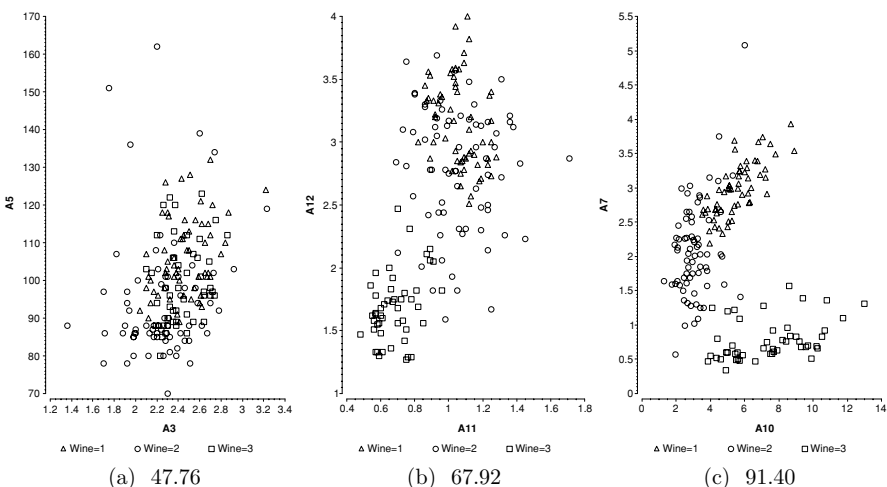 170
160
150
140
130
120
110
100
90
80
70
A5
1.2 1.4 1.6 1.8 2 2.2 2.4 2.6 2.8 3 3.2 3.4
A3
Wine=1 Wine=2 Wine=3
(a) 47.76
4
3.5
3
2.5
2
1.5
1
A12
0.4 0.6 0.8 1 1.2 1.4 1.6 1.8
A11
Wine=1 Wine=2 Wine=3
(b) 67.92
5.5
5
4.5
4
3.5
3
2.5
2
1.5
1
0.5
0
A7
0 2 4 6 8 10 12 14
A10
Wine=1 Wine=2 Wine=3
(c) 91.40